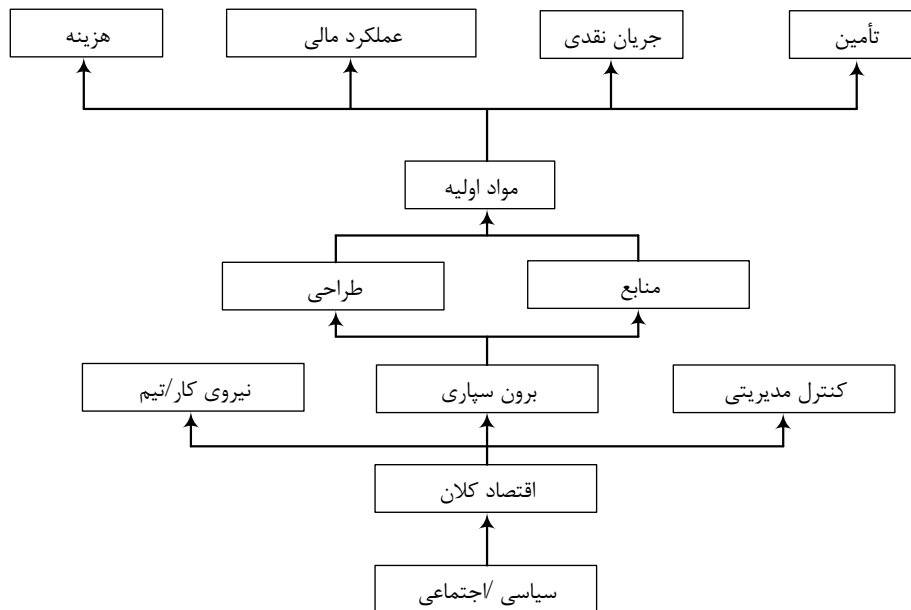 تأمین
جریان نقدی
عملکرد مالی
هزینه
مواد اولیه
منابع
طراحی
کنترل مدیریتی
برون سپاری
نیروی کار/تیم
اقتصاد کلان
سیاسی /اجتماعی